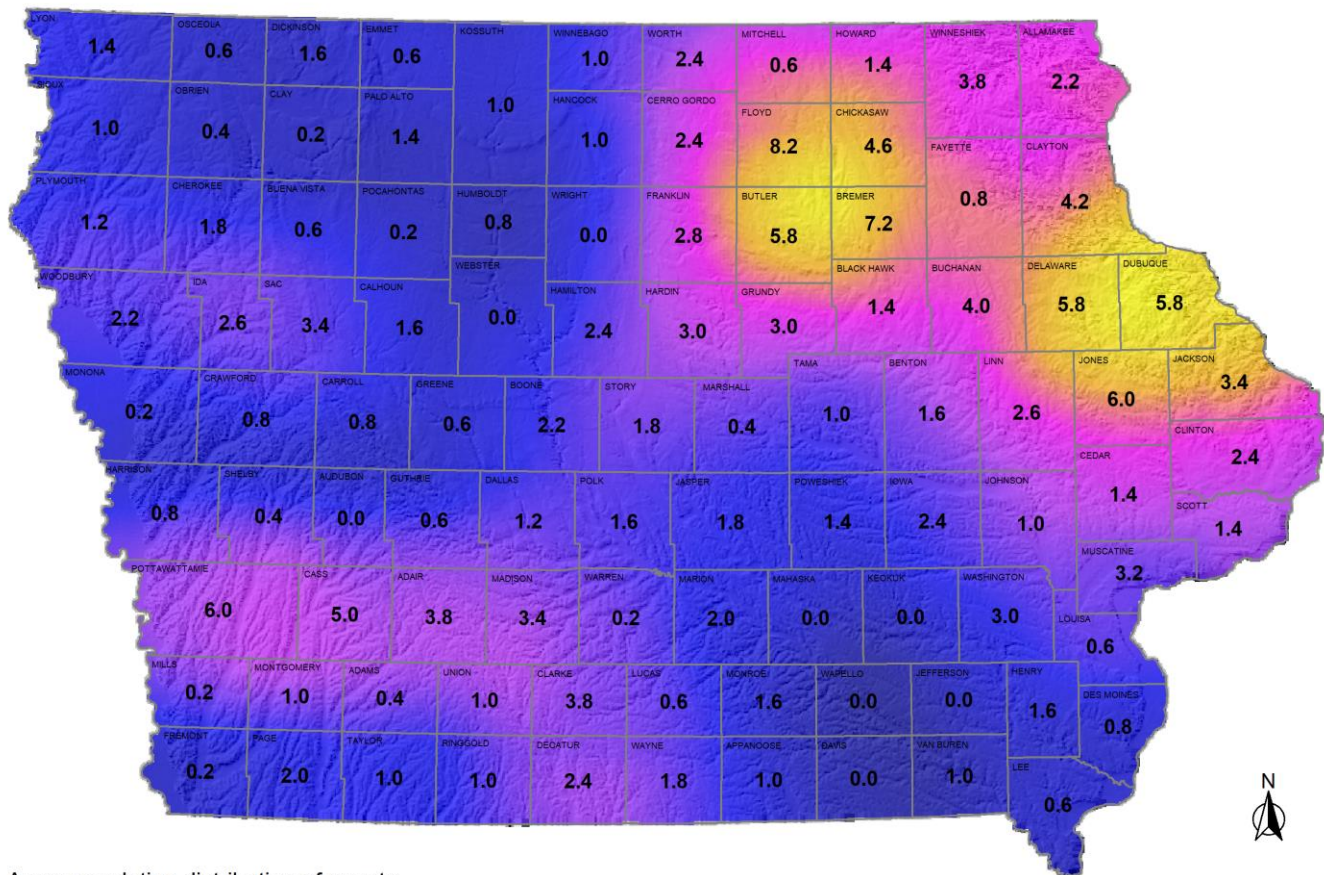 LYON OSCEOLA DICKINSON EMMET KOSSUTH WINNEBAGO WORTH MITCHELL HOWARD WINNESHIEK ALLAMAKEE
1.4 0.6 1.6 0.6 1.0 1.0 2.4 0.6 1.4 3.8 2.2
SIOUX OBRIEN CLAY PALO ALTO HANCOCK CERRO GORDO FLOYD CHICKASAW FAYETTE CLAYTON
1.0 0.4 0.2 1.4 1.0 2.4 8.2 4.6 0.8 4.2
PLYMOUTH CHEROKEE BUENA VISTA POCAHONTAS HUMBOLDT WRIGHT FRANKLIN BUTLER BREMER
1.2 1.8 0.6 0.2 0.8 0.0 2.8 5.8 7.2
WOODBURY IDA SAC CALHOUN WEBSTER HAMILTON HARDIN GRUNDY BLACK HAWK BUCHANAN DELAWARE DUBUQUE
2.2 2.6 3.4 1.6 0.0 2.4 3.0 3.0 1.4 4.0 5.8 5.8
MONONA CRAWFORD CARROLL GREENE BOONE STORY MARSHALL TAMA BENTON LINN JONES JACKSON
0.2 0.8 0.8 0.6 2.2 1.8 0.4 1.0 1.6 2.6 6.0 3.4
CLINTON
2.4
HARRISON SHELBY AUDUBON GUTHRIE DALLAS POLK JASPER POWESHIEK IOWA JOHNSON CEDAR SCOTT
0.8 0.4 0.0 0.6 1.2 1.6 1.8 1.4 2.4 1.0 1.4 1.4
POTTAWATTAMIE CASS ADAIR MADISON WARREN MARION MAHASKA KEOKUK WASHINGTON MUSCATINE
6.0 5.0 3.8 3.4 0.2 2.0 0.0 0.0 3.0 3.2
LOUISA
0.6
MILLS MONTGOMERY ADAMS UNION CLARKE LUCAS MONROE WAPELLO JEFFERSON HENRY DES MOINES
0.2 1.0 0.4 1.0 3.8 0.6 1.6 0.0 0.0 1.6 0.8
FREMONT PAGE TAYLOR RINGGOLD DECATUR WAYNE APPANOOSE DAVIS VAN BUREN LEE
0.2 2.0 1.0 1.0 2.4 1.8 1.0 0.0 1.0 0.6
N